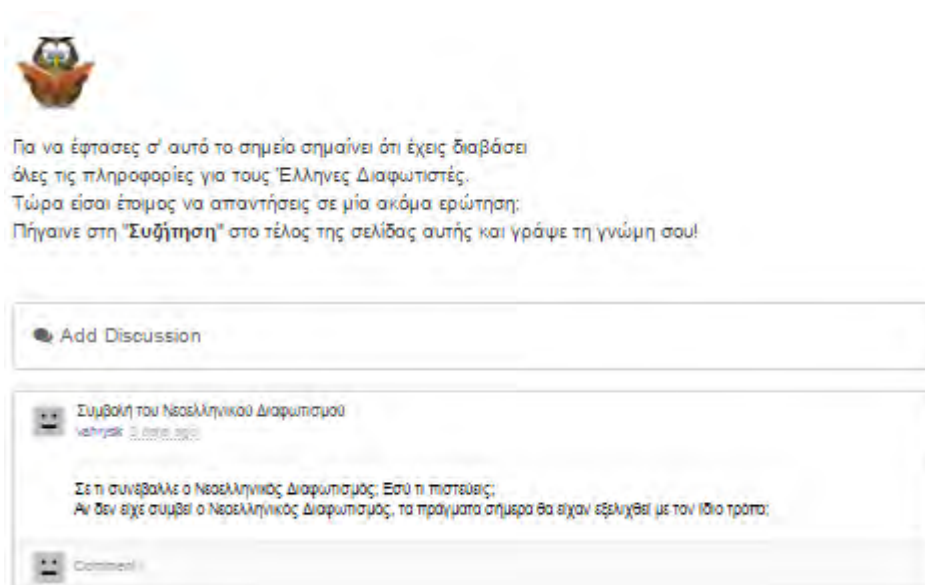 Για να έφτασες σ' αυτό το σημείο σημαίνει ότι έχεις διαβάσει
όλες τις πληροφορίες για τους Έλληνες Διαφωτιστές.
Τώρα είσαι έτοιμος να απαντήσεις σε μία ακόμα ερώτηση:
Πήγαινε στη "Συζήτηση" στο τέλος της σελίδας αυτής και γράψε τη γνώμη σου!
Add Discussion
Συμβολή του Νεοελληνικού Διαφωτισμού
days ago
Σε τι συνέβαλλε ο Νεοελληνικός Διαφωτισμός; Εσύ τι πιστεύεις;
Αν δεν είχε συμβεί ο Νεοελληνικός Διαφωτισμός, τα πράγματα σήμερα θα είχαν εξελιχθεί με τον ίδιο τρόπο;
Comment